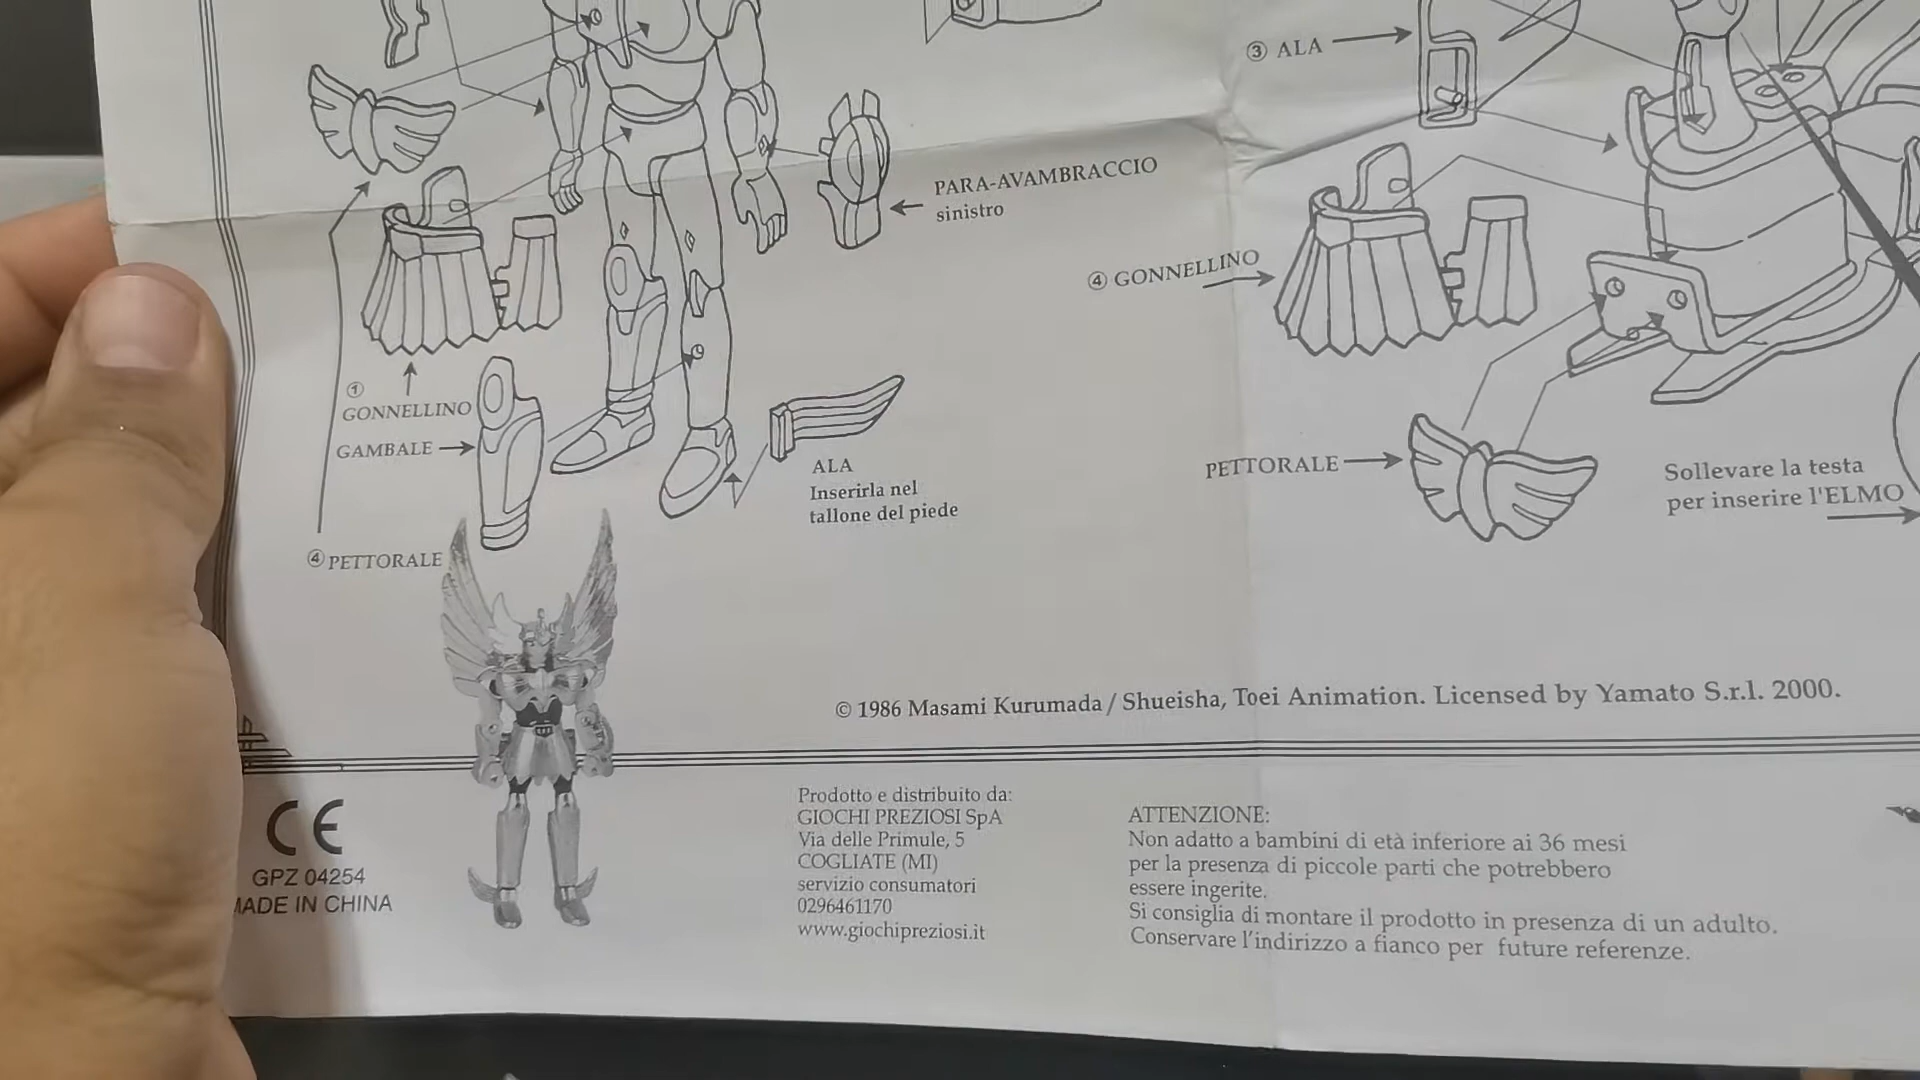 ③ ALA
PARA-AVAMBRACCIO
sinistro
④ GONNELLINO
①
GONNELLINO
GAMBALE
ALA
Inserirla nel
tallone del piede
④ PETTORALE
PETTORALE
Sollevare la testa
per inserire l'ELMO
© 1986 Masami Kurumada / Shueisha, Toei Animation. Licensed by Yamato S.r.l. 2000.
CE
GPZ 04254
MADE IN CHINA
Prodotto e distribuito da:
GIOCHI PREZIOSI SpA
Via delle Primule, 5
COGLIATE (MI)
servizio consumatori
0296461170
www.giochipreziosi.it
ATTENZIONE:
Non adatto a bambini di età inferiore ai 36 mesi
per la presenza di piccole parti che potrebbero
essere ingerite.
Si consiglia di montare il prodotto in presenza di un adulto.
Conservare l'indirizzo a fianco per future referenze.